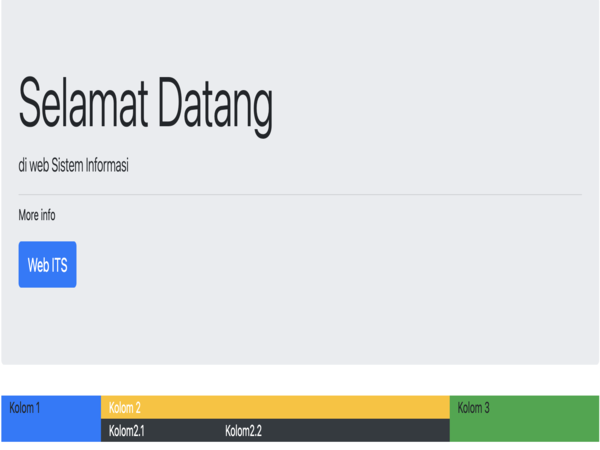 Selamat Datang
di web Sistem Informasi
More info
Web ITS
Kolom 1 Kolom 2 Kolom 3
Kolom2.1 Kolom2.2